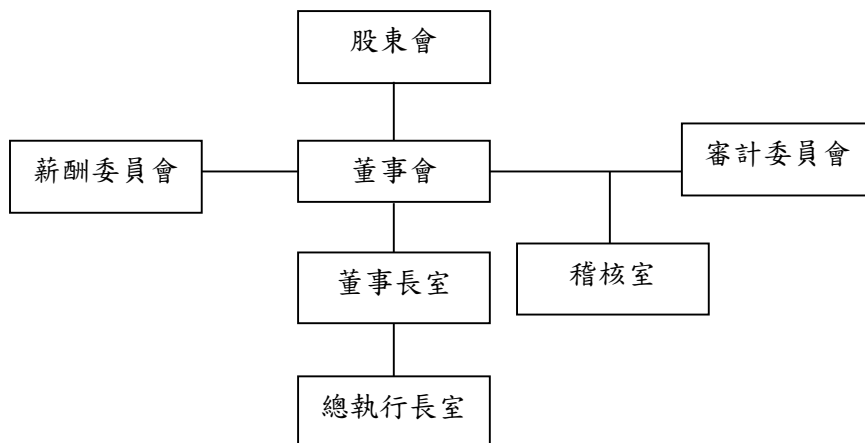 股東會
薪酬委員會
董事會
審計委員會
董事長室
稽核室
總執行長室